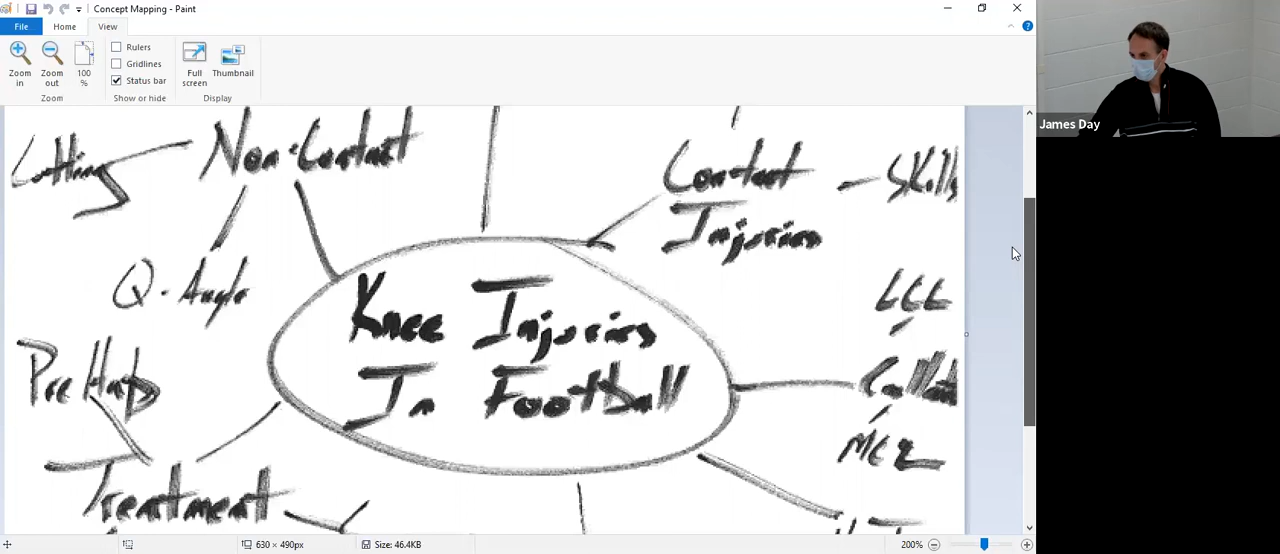 Concept Mapping - Paint
File
Home
View
Zoom in
Zoom out
100 %
Rulers
Gridlines
Status bar
Full screen
Thumbnail
Zoom
Show or hide
Display
James Day
Cutting
Non-Contact
Contact
Injuries
Skills
Q-Angle
Knee Injuries
In Football
LCL
MCL
Pre Hab
Treatment
630 × 490px
Size: 46.4KB
200%